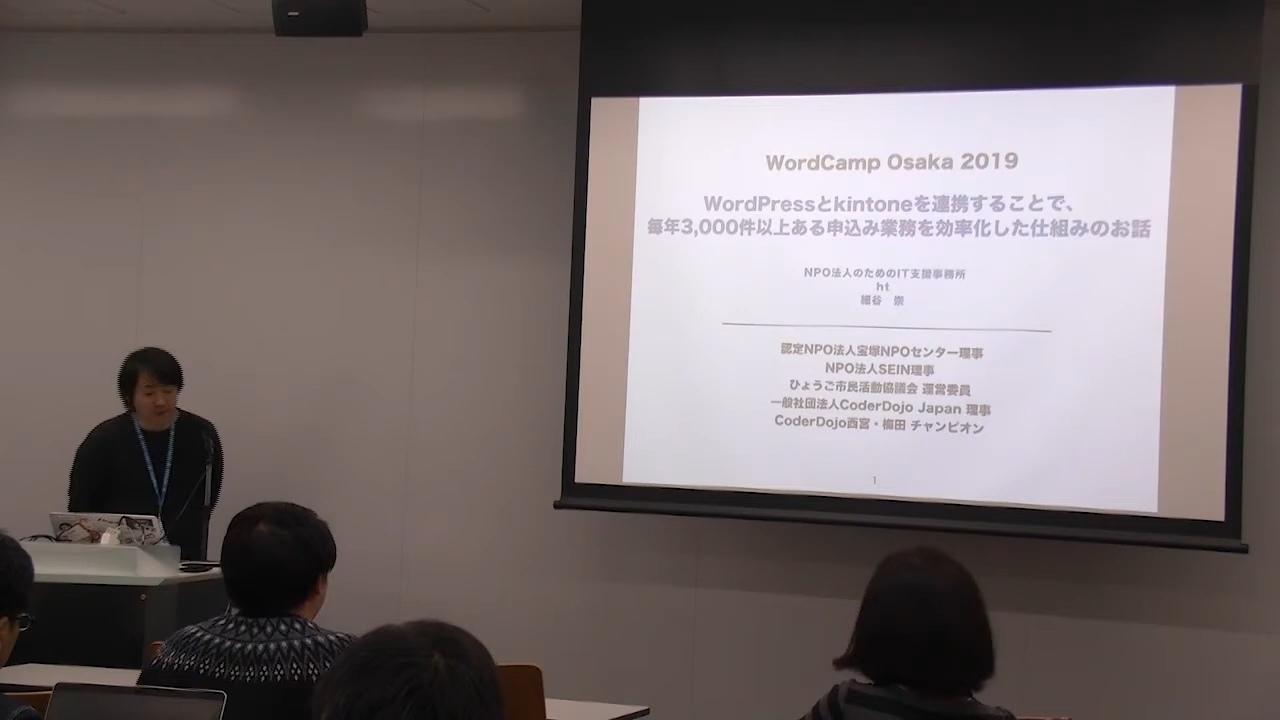 WordCamp Osaka 2019
WordPressとkintoneを連携することで、
毎年3,000件以上ある申込み業務を効率化した仕組みのお話
NPO法人のためのIT支援事務所
ht
細谷 崇
認定NPO法人宝塚NPOセンター理事
NPO法人SEIN理事
ひょうご市民活動協議会 運営委員
一般社団法人CoderDojo Japan 理事
CoderDojo西宮・梅田 チャンピオン
1